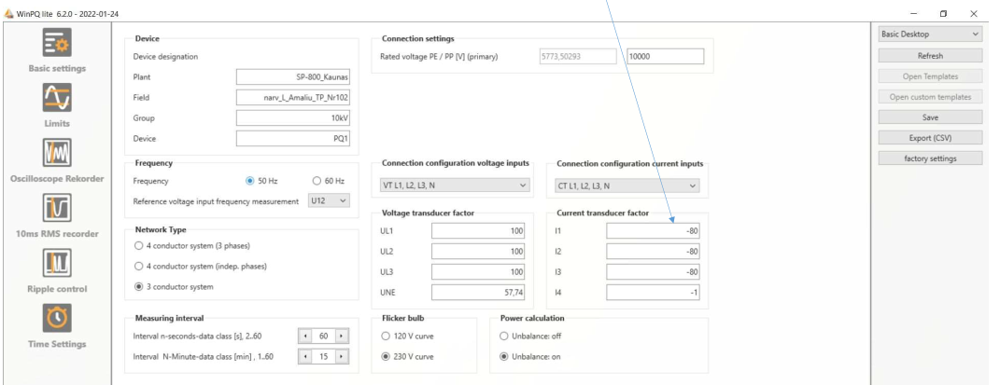 WinPQ lite 6.2.0 - 2022-01-24
Basic settings
Limits
Oscilloscope Rekorder
10ms RMS recorder
Ripple control
Time Settings
Device
Device designation
Plant SP-800_Kaunas
Field narv_L_Amaliu_TP_Nr102
Group 10kV
Device PQ1
Connection settings
Rated voltage PE / PP [V] (primary) 5773,50293 10000
Frequency
Frequency 50 Hz 60 Hz
Reference voltage input frequency measurement U12
Connection configuration voltage inputs
VT L1, L2, L3, N
Connection configuration current inputs
CT L1, L2, L3, N
Network Type
4 conductor system (3 phases)
4 conductor system (indep. phases)
3 conductor system
Voltage transducer factor
UL1 100
UL2 100
UL3 100
UNE 57,74
Current transducer factor
I1 -80
I2 -80
I3 -80
I4 -1
Measuring interval
Interval n-seconds-data class [s], 2..60 60
Interval N-Minute-data class [min] , 1..60 15
Flicker bulb
120 V curve
230 V curve
Power calculation
Unbalance: off
Unbalance: on
Basic Desktop
Refresh
Open Templates
Open custom templates
Save
Export (CSV)
factory settings